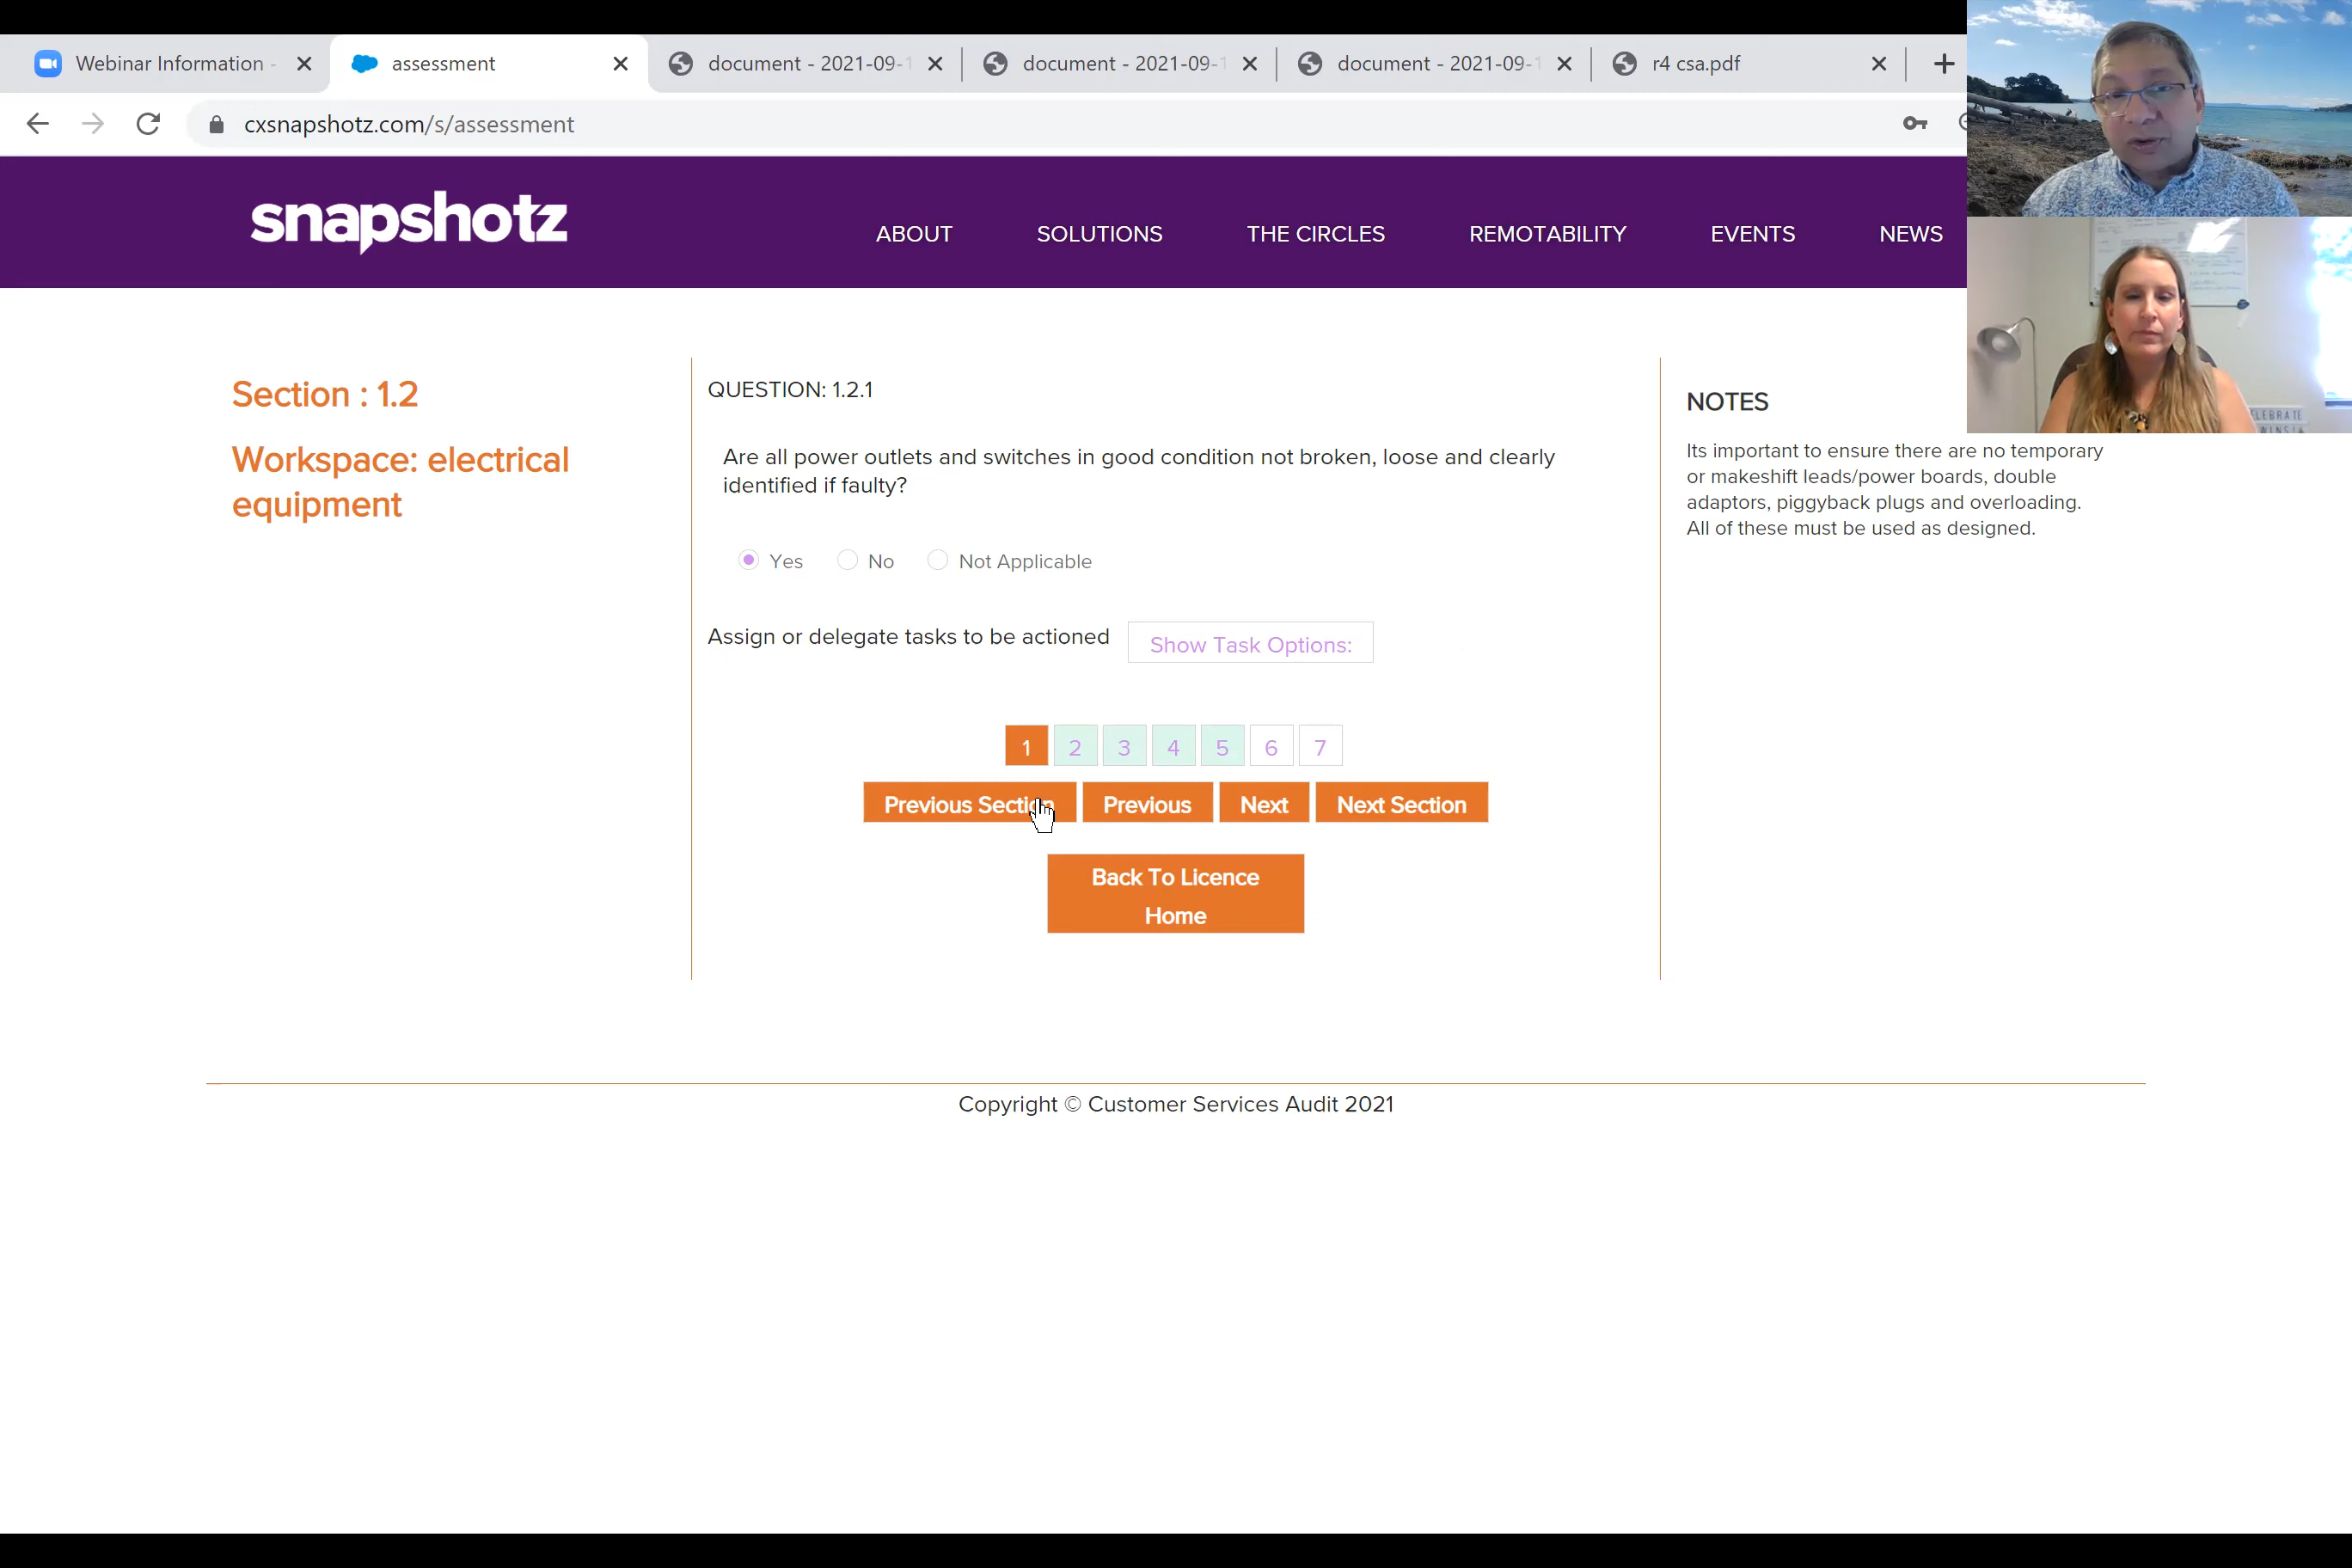 Webinar Information -
assessment
document - 2021-09-1
document - 2021-09-1
document - 2021-09-1
r4 csa.pdf
cxsnapshotz.com/s/assessment
snapshotz
ABOUT
SOLUTIONS
THE CIRCLES
REMOTABILITY
EVENTS
NEWS
Section : 1.2
Workspace: electrical
equipment
QUESTION: 1.2.1
Are all power outlets and switches in good condition not broken, loose and clearly
identified if faulty?
Yes
No
Not Applicable
Assign or delegate tasks to be actioned
Show Task Options:
1 2 3 4 5 6 7
Previous Section
Previous
Next
Next Section
Back To Licence
Home
NOTES
Its important to ensure there are no temporary
or makeshift leads/power boards, double
adaptors, piggyback plugs and overloading.
All of these must be used as designed.
Copyright © Customer Services Audit 2021